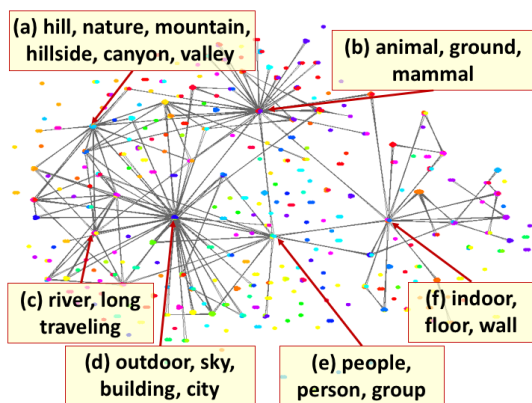 (a) hill, nature, mountain,
hillside, canyon, valley
(b) animal, ground,
mammal
(c) river, long
traveling
(d) outdoor, sky,
building, city
(e) people,
person, group
(f) indoor,
floor, wall